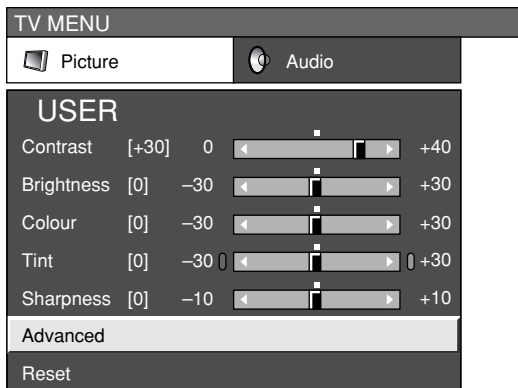 TV MENU
Picture
Audio
USER
Contrast [+30] 0 +40
Brightness [0] –30 +30
Colour [0] –30 +30
Tint [0] –30 +30
Sharpness [0] –10 +10
Advanced
Reset